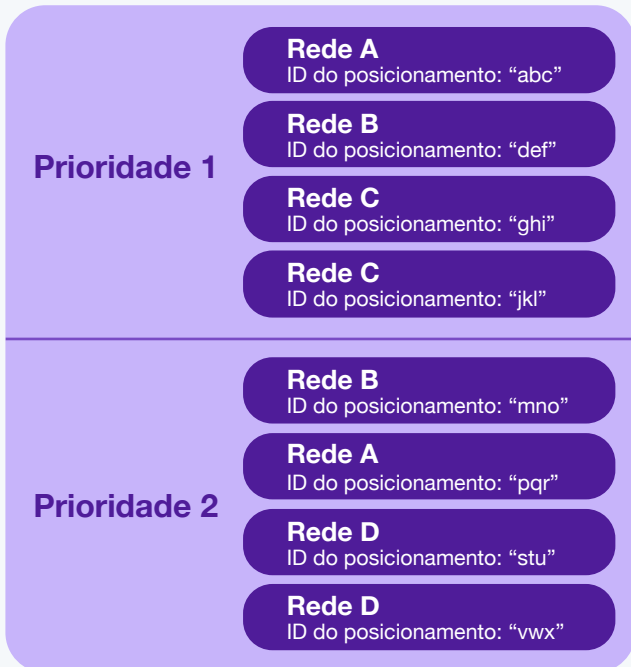 Prioridade 1
Rede A
ID do posicionamento: “abc”
Rede B
ID do posicionamento: “def”
Rede C
ID do posicionamento: “ghi”
Rede C
ID do posicionamento: “jkl”
Prioridade 2
Rede B
ID do posicionamento: “mno”
Rede A
ID do posicionamento: “pqr”
Rede D
ID do posicionamento: “stu”
Rede D
ID do posicionamento: “vwx”